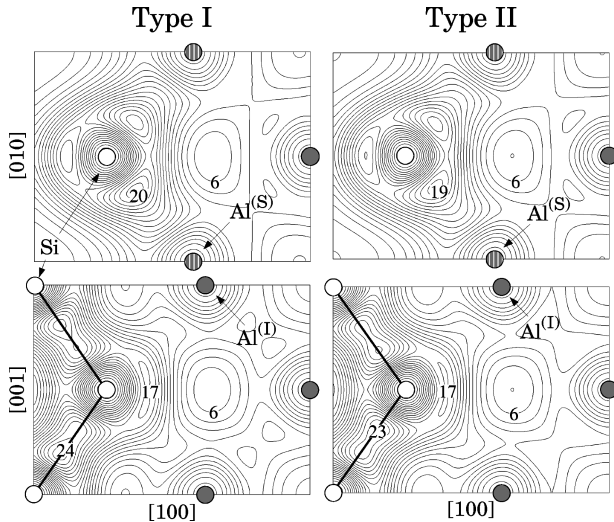 Type I
Type II
[010]
6
20
Al(S)
Si
6
19
Al(S)
[001]
Al(I)
17
6
24
[100]
Al(I)
17
6
23
[100]